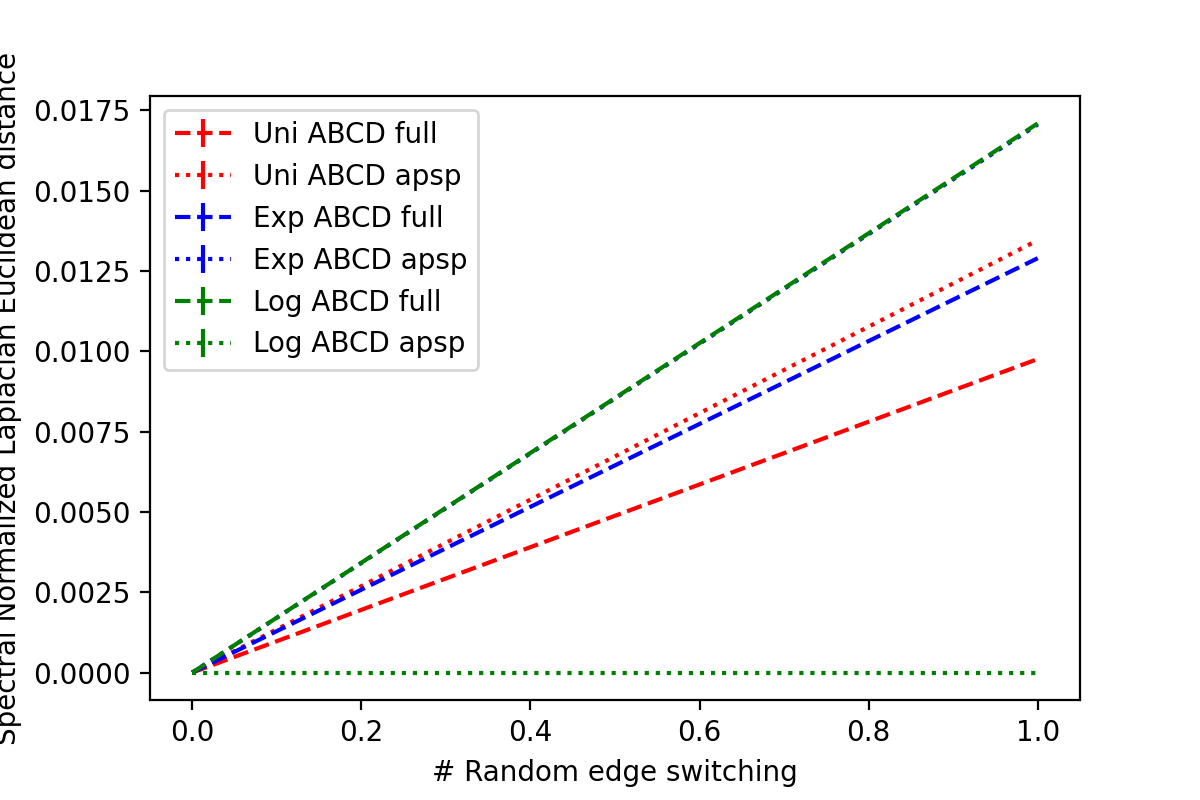 Spectral Normalized Laplacian Euclidean distance
0.0175
0.0150
0.0125
0.0100
0.0075
0.0050
0.0025
0.0000
Uni ABCD full
Uni ABCD apsp
Exp ABCD full
Exp ABCD apsp
Log ABCD full
Log ABCD apsp
0.0 0.2 0.4 0.6 0.8 1.0
# Random edge switching